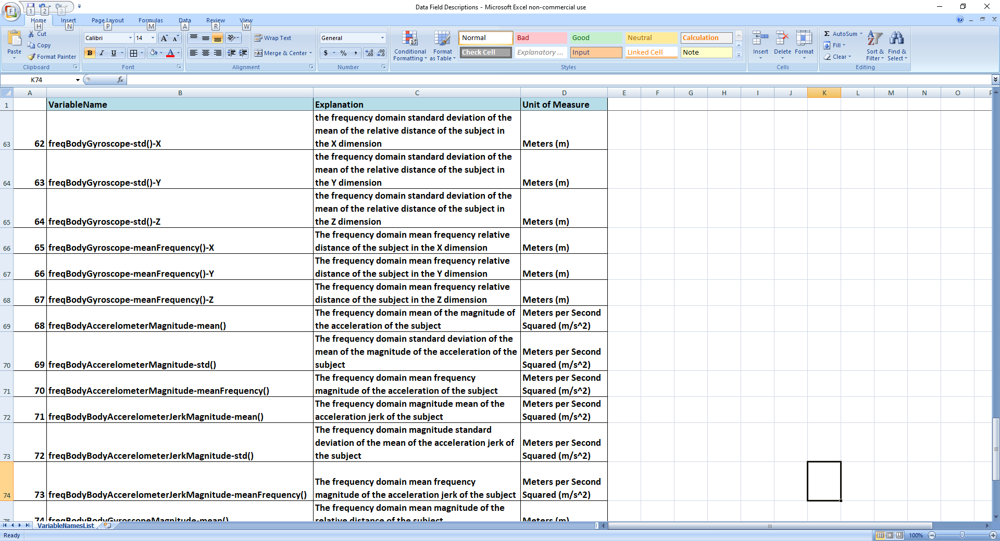 F 1 2 3
Data Field Descriptions - Microsoft Excel non-commercial use
Home Insert Page Layout Formulas Data Review View
H N P M A R W
Paste Cut Copy Format Painter
Calibri 14 A A
B I U A
Wrap Text
Merge & Center
General
$ % ,
Conditional Formatting
Format as Table
Normal Bad Good Neutral Calculation
Check Cell Explanatory ... Input Linked Cell Note
Insert Delete Format
Σ AutoSum
Fill
Clear
Sort & Filter
Find & Select
Clipboard Font Alignment Number Styles Cells Editing
K74 fx
A B C D E F G H I J K L M N O P
1 VariableName Explanation Unit of Measure
the frequency domain standard deviation of the
mean of the relative distance of the subject in
63 62 freqBodyGyroscope-std()-X the X dimension Meters (m)
the frequency domain standard deviation of the
mean of the relative distance of the subject in
64 63 freqBodyGyroscope-std()-Y the Y dimension Meters (m)
the frequency domain standard deviation of the
mean of the relative distance of the subject in
65 64 freqBodyGyroscope-std()-Z the Z dimension Meters (m)
The frequency domain mean frequency relative
66 65 freqBodyGyroscope-meanFrequency()-X distance of the subject in the X dimension Meters (m)
The frequency domain mean frequency relative
67 66 freqBodyGyroscope-meanFrequency()-Y distance of the subject in the Y dimension Meters (m)
The frequency domain mean frequency relative
68 67 freqBodyGyroscope-meanFrequency()-Z distance of the subject in the Z dimension Meters (m)
The frequency domain mean of the magnitude of Meters per Second
69 68 freqBodyAccerelometerMagnitude-mean() the acceleration of the subject Squared (m/s^2)
The frequency domain standard deviation of the
mean of the magnitude of the acceleration of the Meters per Second
70 69 freqBodyAccerelometerMagnitude-std() subject Squared (m/s^2)
The frequency domain mean frequency Meters per Second
71 70 freqBodyAccerelometerMagnitude-meanFrequency() magnitude of the acceleration of the subject Squared (m/s^2)
The frequency domain magnitude mean of the Meters per Second
72 71 freqBodyBodyAccerelometerJerkMagnitude-mean() acceleration jerk of the subject Squared (m/s^2)
The frequency domain magnitude standard
deviation of the mean of the acceleration jerk of Meters per Second
73 72 freqBodyBodyAccerelometerJerkMagnitude-std() the subject Squared (m/s^2)
The frequency domain mean frequency Meters per Second
74 73 freqBodyBodyAccerelometerJerkMagnitude-meanFrequency() magnitude of the acceleration jerk of the subject Squared (m/s^2)
The frequency domain mean magnitude of the
75 74 freqBodyBodyGyroscopeMagnitude-mean() relative distance of the subject Meters (m)
VariableNamesList
Ready 100%